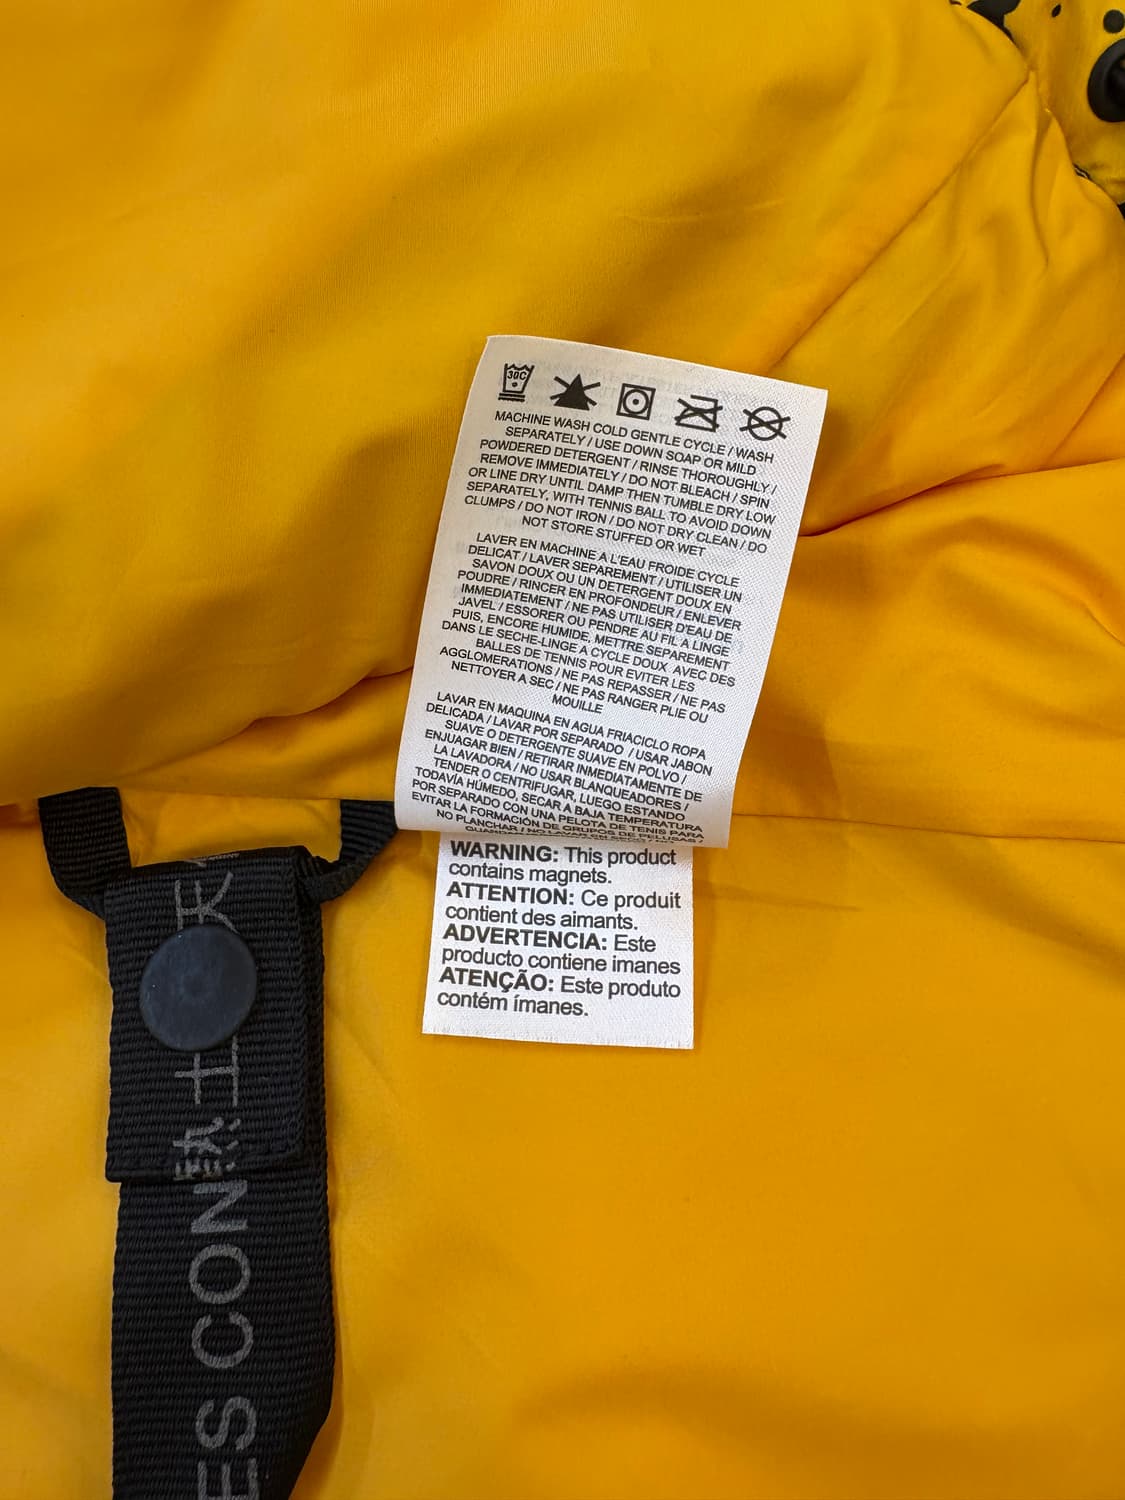 30C
MACHINE WASH COLD GENTLE CYCLE / WASH
SEPARATELY / USE DOWN SOAP OR MILD
POWDERED DETERGENT / RINSE THOROUGHLY /
REMOVE IMMEDIATELY / DO NOT BLEACH / SPIN
OR LINE DRY UNTIL DAMP THEN TUMBLE DRY LOW
SEPARATELY, WITH TENNIS BALL TO AVOID DOWN
CLUMPS / DO NOT IRON / DO NOT DRY CLEAN / DO
NOT STORE STUFFED OR WET
LAVER EN MACHINE A L'EAU FROIDE CYCLE
DELICAT / LAVER SEPAREMENT / UTILISER UN
SAVON DOUX OU UN DETERGENT DOUX EN
POUDRE / RINCER EN PROFONDEUR / ENLEVER
IMMEDIATEMENT / NE PAS UTILISER D'EAU DE
JAVEL / ESSORER OU PENDRE AU FIL A LINGE
PUIS, ENCORE HUMIDE, METTRE SEPAREMENT
DANS LE SECHE-LINGE A CYCLE DOUX AVEC DES
BALLES DE TENNIS POUR EVITER LES
AGGLOMERATIONS / NE PAS REPASSER / NE PAS
NETTOYER A SEC / NE PAS RANGER PLIE OU
MOUILLE
LAVAR EN MAQUINA EN AGUA FRIACICLO ROPA
DELICADA / LAVAR POR SEPARADO / USAR JABON
SUAVE O DETERGENTE SUAVE EN POLVO /
ENJUAGAR BIEN / RETIRAR INMEDIATAMENTE DE
LA LAVADORA / NO USAR BLANQUEADORES /
TENDER O CENTRIFUGAR, LUEGO ESTANDO
TODAVÍA HÚMEDO, SECAR A BAJA TEMPERATURA
POR SEPARADO CON UNA PELOTA DE TENIS PARA
EVITAR LA FORMACIÓN DE GRUPOS DE PELUSAS /
NO PLANCHAR / NO LAVAR EN SECO /
WARNING: This product
contains magnets.
ATTENTION: Ce produit
contient des aimants.
ADVERTENCIA: Este
producto contiene imanes
ATENÇÃO: Este produto
contém ímanes.
ES CON